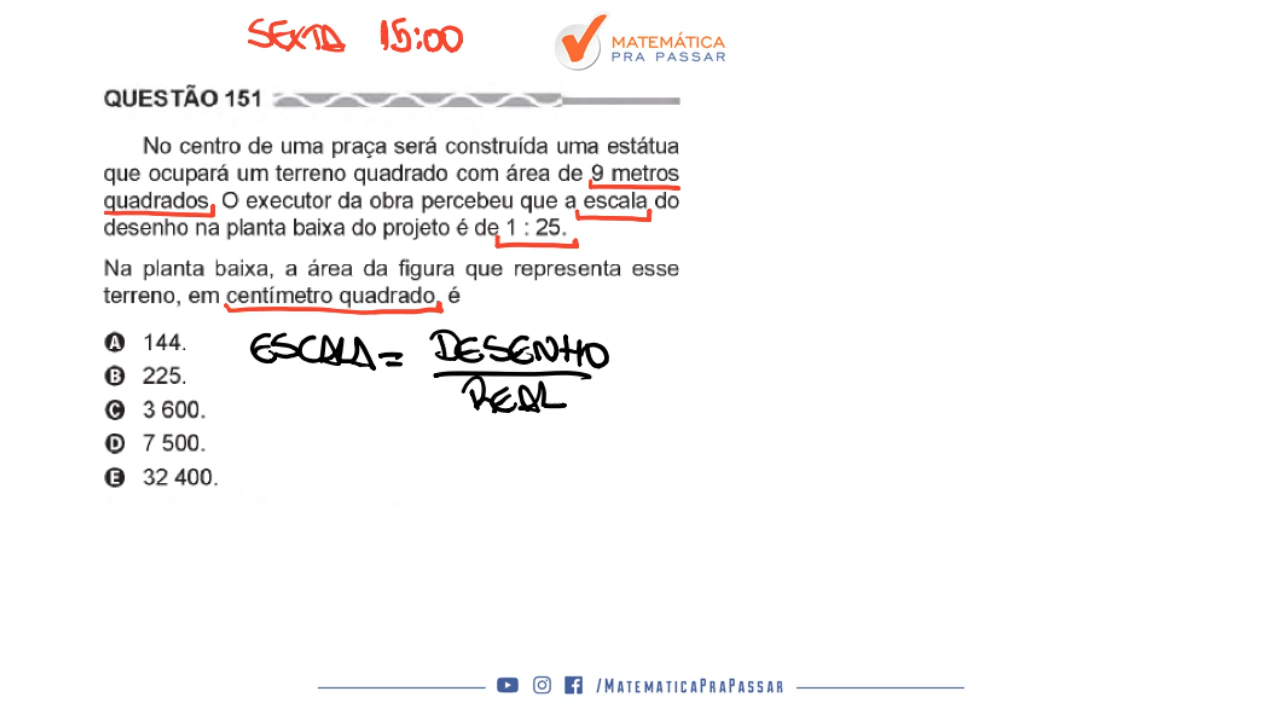 SEXTA 15:00
MATEMÁTICA
PRA PASSAR
QUESTÃO 151
No centro de uma praça será construída uma estátua
que ocupará um terreno quadrado com área de 9 metros
quadrados. O executor da obra percebeu que a escala do
desenho na planta baixa do projeto é de 1 : 25.
Na planta baixa, a área da figura que representa esse
terreno, em centímetro quadrado, é
A 144.
B 225.
C 3 600.
D 7 500.
E 32 400.
ESCALA = DESENHO
REAL
/MATEMATICAPRAPASSAR